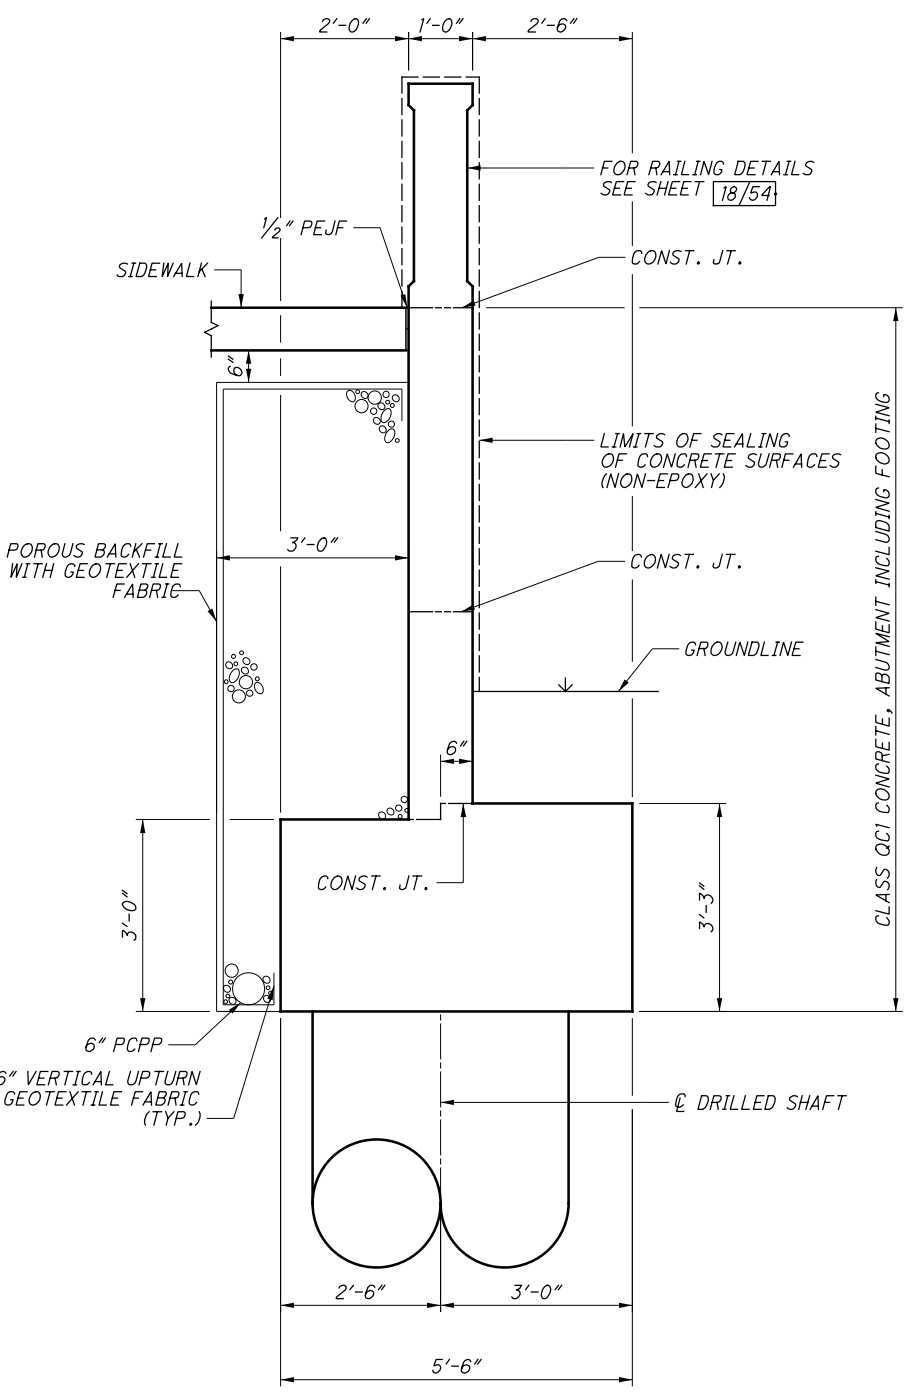 2'-0" 1'-0" 2'-6"
FOR RAILING DETAILS
SEE SHEET 18/54
1/2" PEJF
CONST. JT.
SIDEWALK
6"
LIMITS OF SEALING
OF CONCRETE SURFACES
(NON-EPOXY)
CLASS QC1 CONCRETE, ABUTMENT INCLUDING FOOTING
3'-0"
POROUS BACKFILL
WITH GEOTEXTILE
FABRIC
CONST. JT.
GROUNDLINE
6"
CONST. JT.
3'-0"
3'-3"
6" PCPP
6" VERTICAL UPTURN
GEOTEXTILE FABRIC
(TYP.)
℄ DRILLED SHAFT
2'-6" 3'-0"
5'-6"